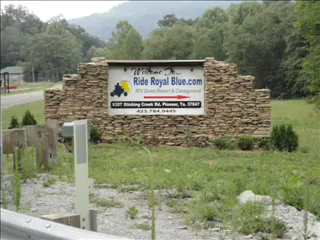 Welcome To...
Ride Royal Blue.com
ATV Guest Resort & Campground
6307 Stinking Creek Rd. Pioneer, Tn. 37847
423.784.9445